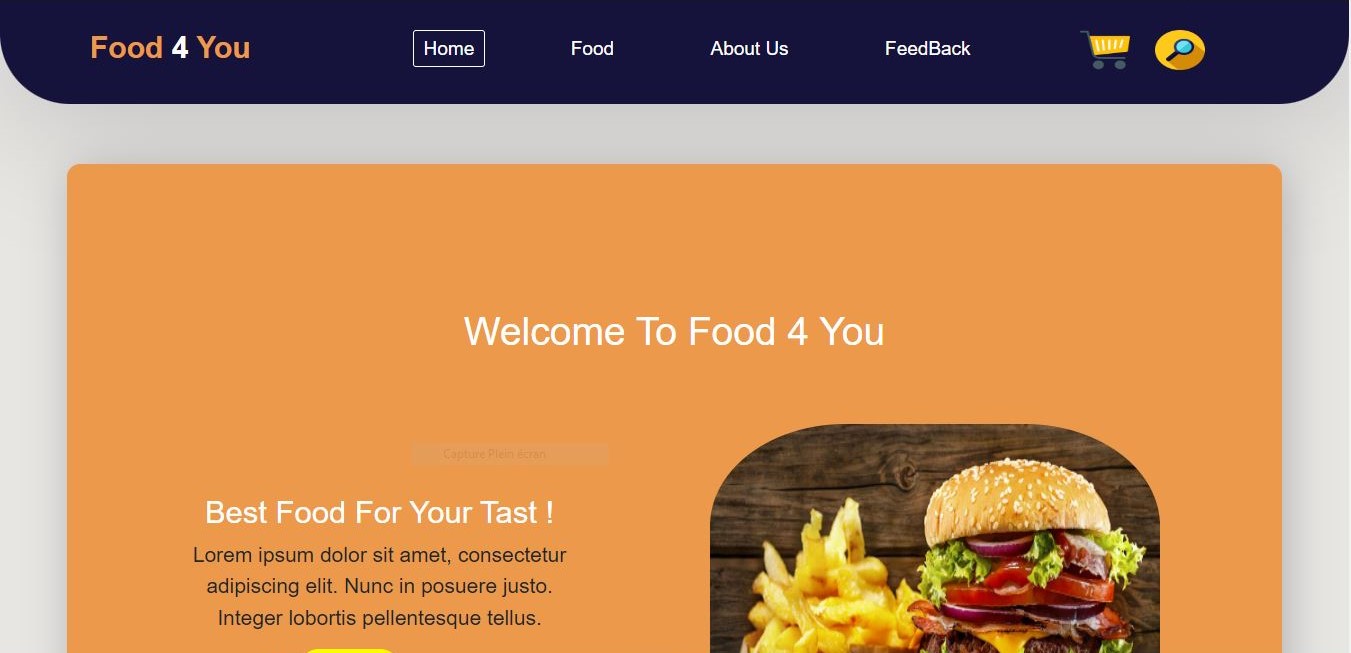 Food 4 You
Home
Food
About Us
FeedBack
Welcome To Food 4 You
Capture Plein écran
Best Food For Your Tast !
Lorem ipsum dolor sit amet, consectetur
adipiscing elit. Nunc in posuere justo.
Integer lobortis pellentesque tellus.